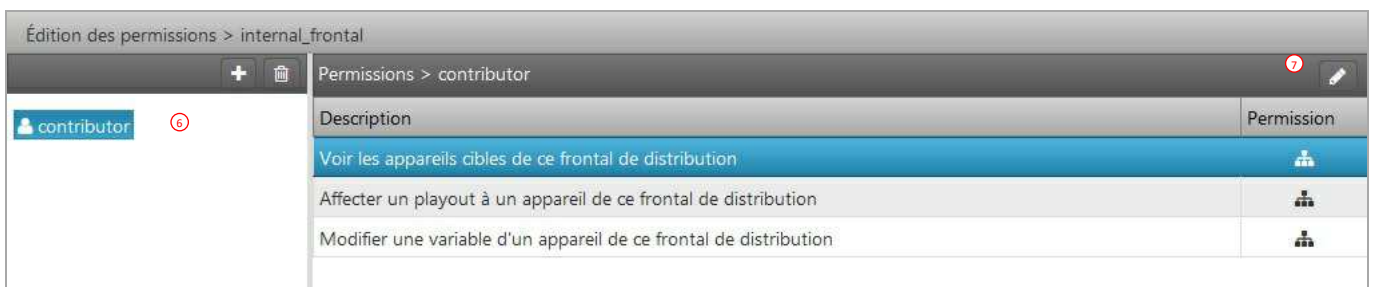 Édition des permissions > internal_frontal
Permissions > contributor
7
contributor
6
Description
Permission
Voir les appareils cibles de ce frontal de distribution
Affecter un playout à un appareil de ce frontal de distribution
Modifier une variable d'un appareil de ce frontal de distribution